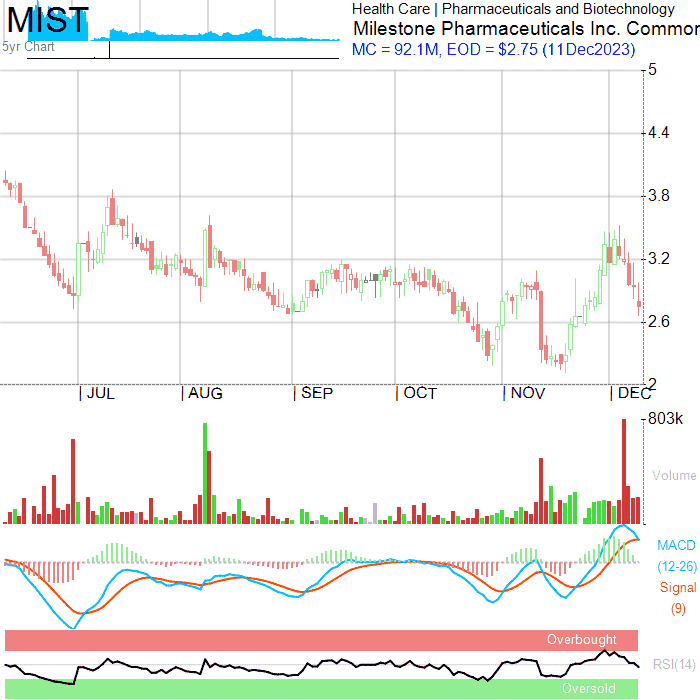 MIST
5yr Chart
Health Care | Pharmaceuticals and Biotechnology
Milestone Pharmaceuticals Inc. Common
MC = 92.1M, EOD = $2.75 (11Dec2023)
5
4.4
3.8
3.2
2.6
2
| JUL | AUG | SEP | OCT | NOV | DEC
803k
Volume
MACD
(12-26)
Signal
(9)
Overbought
RSI(14)
Oversold